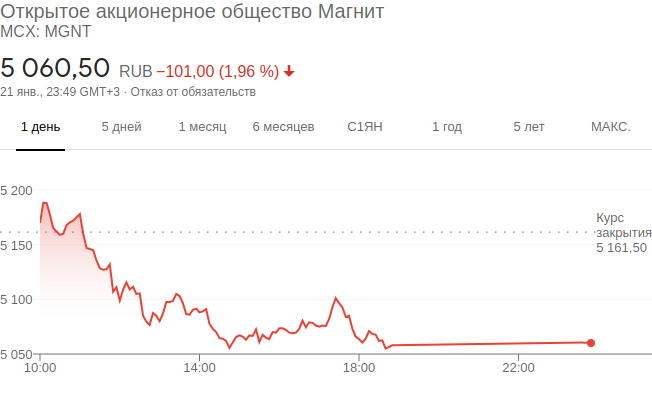 Открытое акционерное общество Магнит
MCX: MGNT
5 060,50 RUB −101,00 (1,96 %)
21 янв., 23:49 GMT+3 · Отказ от обязательств
1 день 5 дней 1 месяц 6 месяцев С1ЯН 1 год 5 лет МАКС.
5 200
Курс
закрытия
5 161,50
5 150
5 100
5 050
10:00 14:00 18:00 22:00